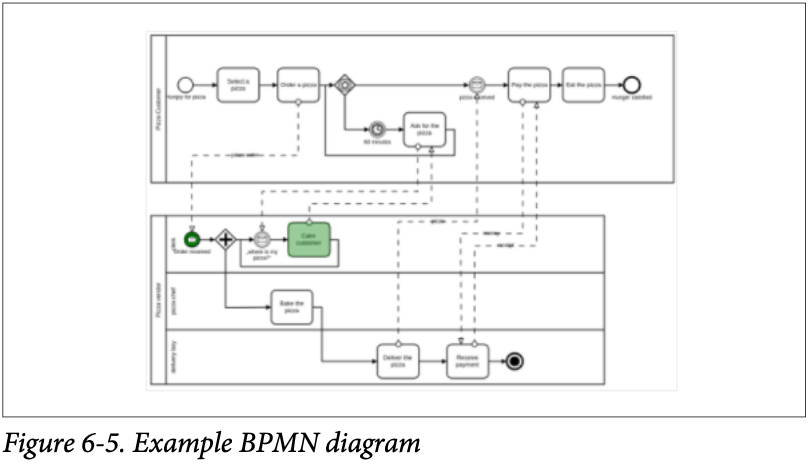 Pizza Customer
Hungry for pizza
Select a
pizza
Order a pizza
60 minutes
Ask for the
pizza
pizza received
Pay the pizza
Eat the pizza
Hunger satisfied
pizza order
Pizza vendor
clerk
Order received
„where is my
pizza?"
Calm
customer
pizza
money
receipt
pizza chef
Bake the
pizza
delivery boy
Deliver the
pizza
Receive
payment
Figure 6-5. Example BPMN diagram